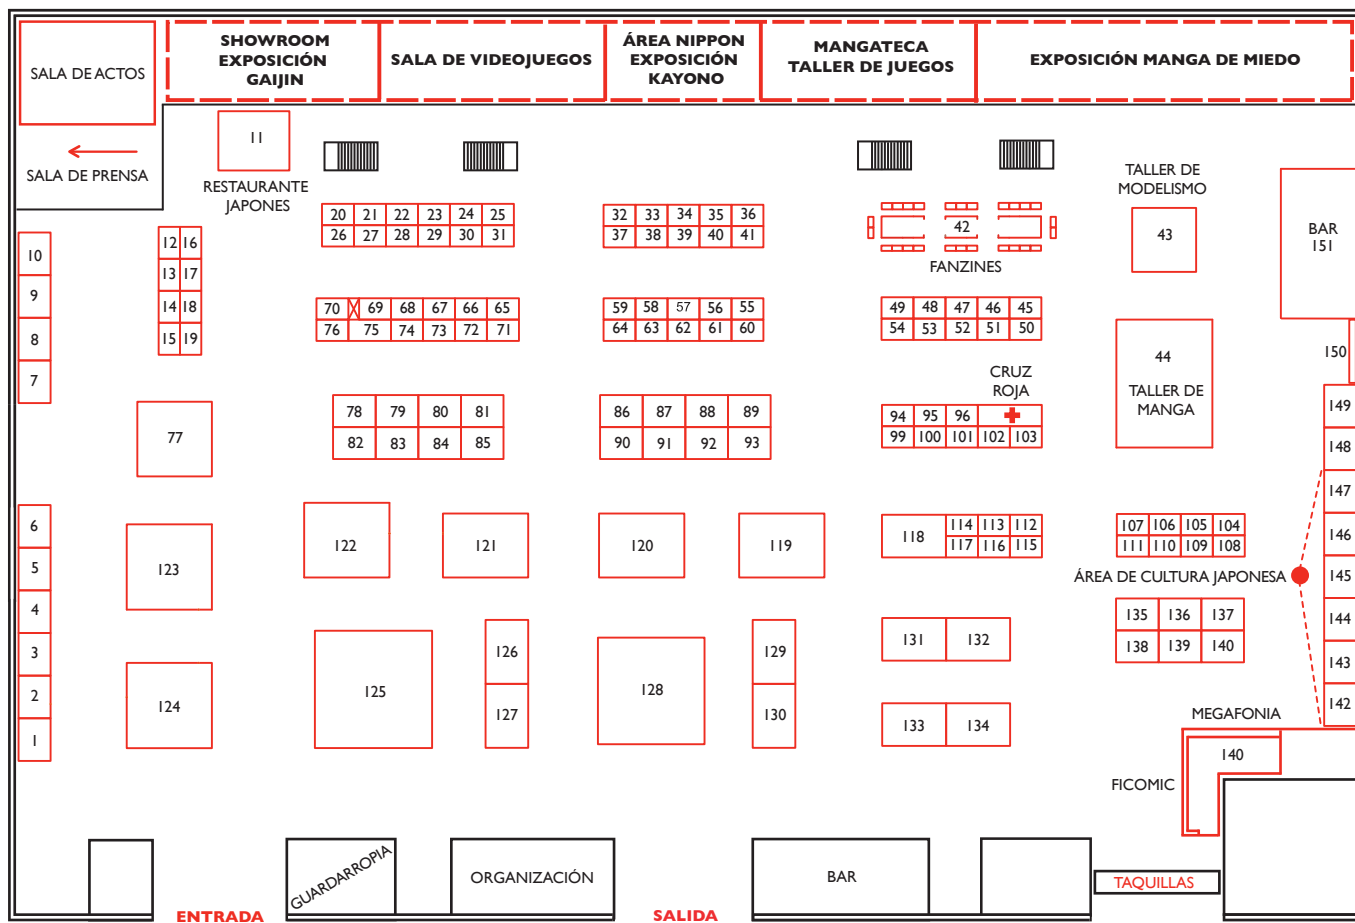 SALA DE ACTOS
SHOWROOM
EXPOSICIÓN
GAIJIN
SALA DE VIDEOJUEGOS
ÁREA NIPPON
EXPOSICIÓN
KAYONO
MANGATECA
TALLER DE JUEGOS
EXPOSICIÓN MANGA DE MIEDO
SALA DE PRENSA
11
RESTAURANTE
JAPONES
TALLER DE
MODELISMO
43
BAR
151
20 21 22 23 24 25
26 27 28 29 30 31
32 33 34 35 36
37 38 39 40 41
42
FANZINES
10
9
8
7
12 16
13 17
14 18
15 19
70 69 68 67 66 65
76 75 74 73 72 71
59 58 57 56 55
64 63 62 61 60
49 48 47 46 45
54 53 52 51 50
44
TALLER DE
MANGA
150
149
148
147
146
145
144
143
142
77
78 79 80 81
82 83 84 85
86 87 88 89
90 91 92 93
CRUZ
ROJA
94 95 96
99 100 101 102 103
6
5
4
3
2
1
123
122
121
120
119
118
114 113 112
117 116 115
107 106 105 104
111 110 109 108
ÁREA DE CULTURA JAPONESA
135 136 137
138 139 140
124
125
126
127
128
129
130
131 132
133 134
MEGAFONIA
140
FICOMIC
GUARDARROPIA
ORGANIZACIÓN
BAR
TAQUILLAS
ENTRADA
SALIDA